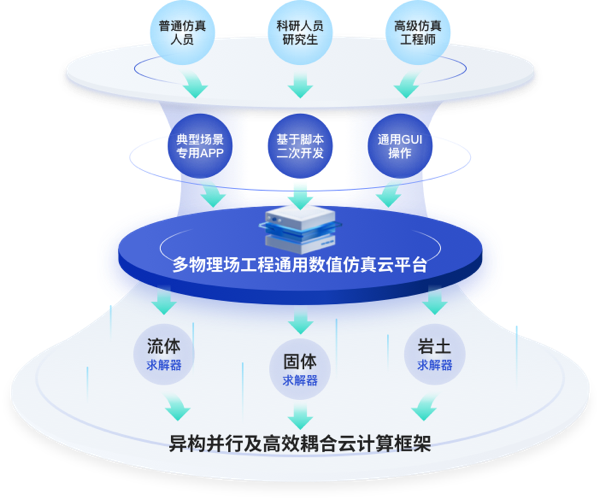 普通仿真
人员
科研人员
研究生
高级仿真
工程师
典型场景
专用APP
基于脚本
二次开发
通用GUI
操作
多物理场工程通用数值仿真云平台
流体
求解器
固体
求解器
岩土
求解器
异构并行及高效耦合云计算框架